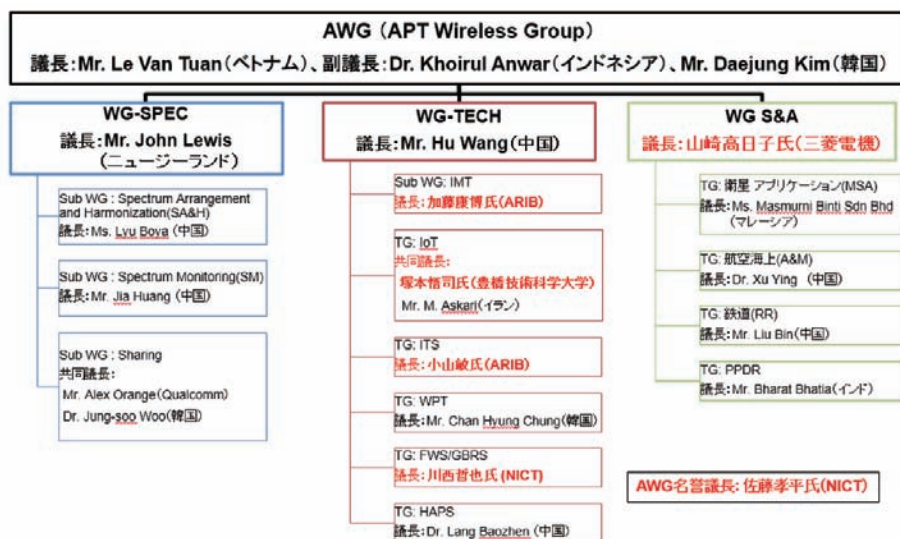 AWG (APT Wireless Group)
議長:Mr. Le Van Tuan(ベトナム)、副議長:Dr. Khoirul Anwar(インドネシア)、Mr. Daejung Kim(韓国)
WG-SPEC
議長:Mr. John Lewis
(ニュージーランド)
Sub WG : Spectrum Arrangement
and Harmonization(SA&H)
議長:Ms. Lyu Boya (中国)
Sub WG : Spectrum Monitoring(SM)
議長:Mr. Jia Huang (中国)
Sub WG : Sharing
共同議長:
Mr. Alex Orange(Qualcomm)
Dr. Jung-soo Woo(韓国)
WG-TECH
議長:Mr. Hu Wang(中国)
Sub WG: IMT
議長:加藤康博氏(ARIB)
TG: IoT
共同議長:
塚本悟司氏(豊橋技術科学大学)
Mr. M. Askari(イラン)
TG: ITS
議長:小山敏氏(ARIB)
TG: WPT
議長:Mr. Chan Hyung Chung(韓国)
TG: FWS/GBRS
議長:川西哲也氏 (NICT)
TG: HAPS
議長:Dr. Lang Baozhen (中国)
WG S&A
議長:山崎高日子氏(三菱電機)
TG: 衛星 アプリケーション(MSA)
議長:Ms. Masmurni Binti Sdn Bhd
(マレーシア)
TG: 航空海上(A&M)
議長:Dr. Xu Ying (中国)
TG: 鉄道(RR)
議長:Mr. Liu Bin(中国)
TG: PPDR
議長:Mr. Bharat Bhatia(インド)
AWG名誉議長: 佐藤孝平氏(NICT)